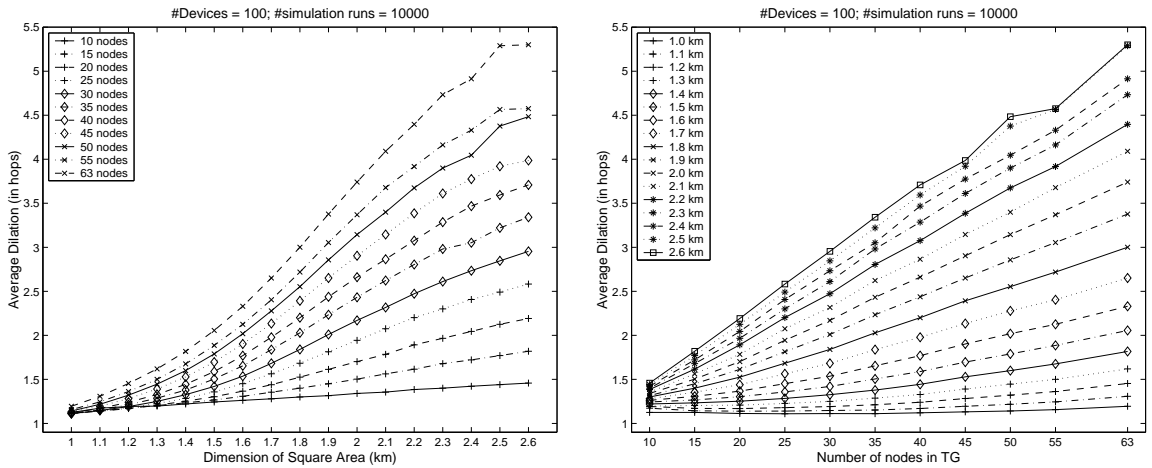 #Devices = 100; #simulation runs = 10000
5.5
5
4.5
4
3.5
3
2.5
2
1.5
1
Average Dilation (in hops)
10 nodes
15 nodes
20 nodes
25 nodes
30 nodes
35 nodes
40 nodes
45 nodes
50 nodes
55 nodes
63 nodes
1 1.1 1.2 1.3 1.4 1.5 1.6 1.7 1.8 1.9 2 2.1 2.2 2.3 2.4 2.5 2.6
Dimension of Square Area (km)
#Devices = 100; #simulation runs = 10000
5.5
5
4.5
4
3.5
3
2.5
2
1.5
1
Average Dilation (in hops)
1.0 km
1.1 km
1.2 km
1.3 km
1.4 km
1.5 km
1.6 km
1.7 km
1.8 km
1.9 km
2.0 km
2.1 km
2.2 km
2.3 km
2.4 km
2.5 km
2.6 km
10 15 20 25 30 35 40 45 50 55 63
Number of nodes in TG